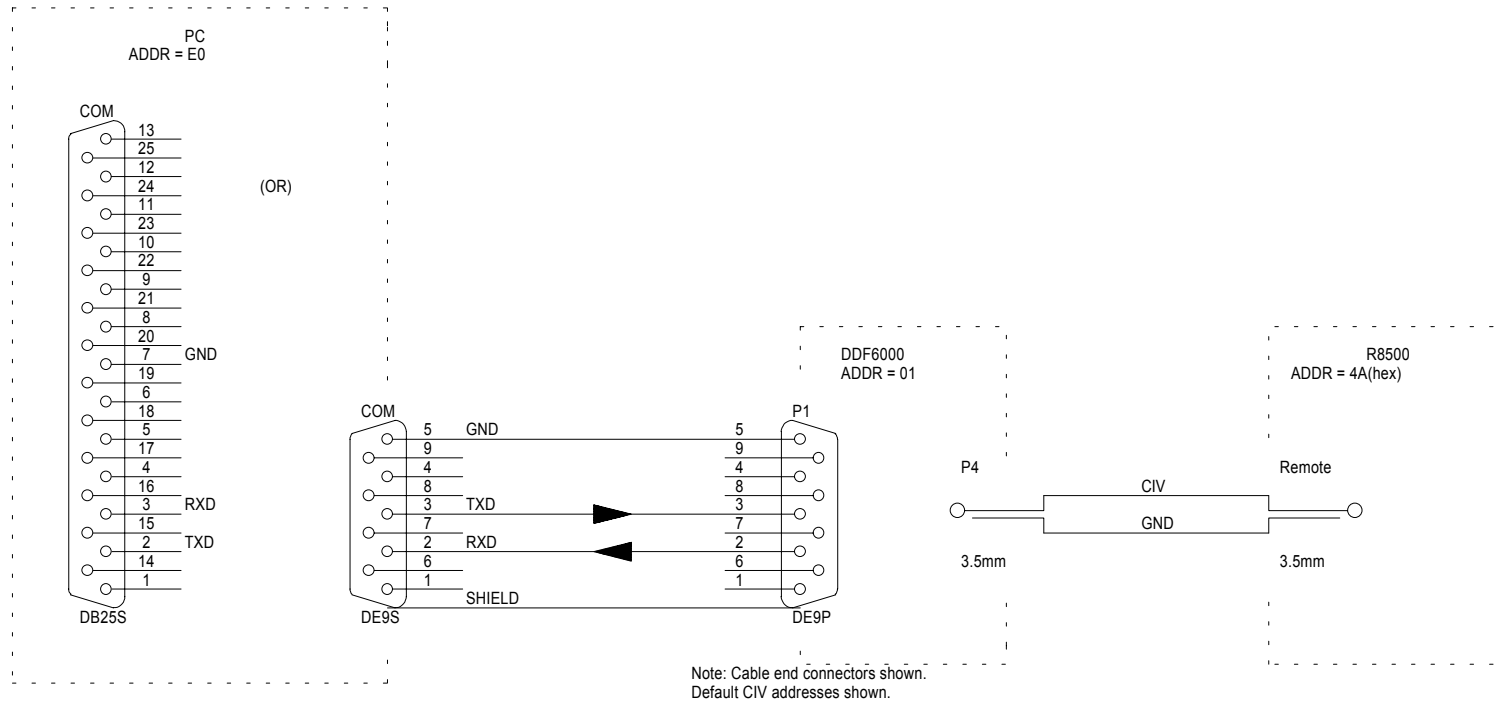 PC
ADDR = E0
COM
13
25
12
24
(OR)
11
23
10
22
9
21
8
20
7 GND
19
6
18
5
17
4
16
3 RXD
15
2 TXD
14
1
DB25S
COM
5 GND
9
4
8
3 TXD
7
2 RXD
6
1
SHIELD
DE9S
DDF6000
ADDR = 01
P1
5
9
4
8
3
7
2
6
1
DE9P
P4
3.5mm
CIV
GND
R8500
ADDR = 4A(hex)
Remote
3.5mm
Note: Cable end connectors shown.
Default CIV addresses shown.